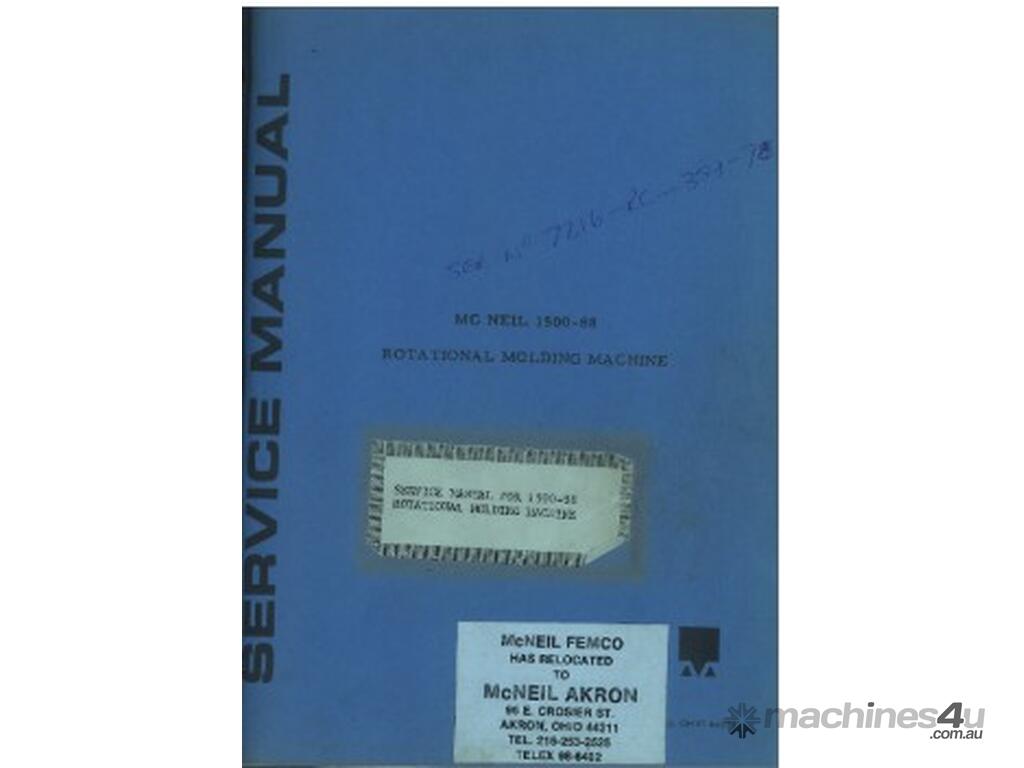 SERVICE MANUAL
SER Nº 7216-RC-
MC NEIL 1500-88
ROTATIONAL MOLDING MACHINE
SERVICE MANUAL FOR 1500-88
ROTATIONAL MOLDING MACHINE
McNEIL FEMCO
HAS RELOCATED
TO
McNEIL AKRON
96 E. CROSIER ST.
AKRON, OHIO 44311
TEL. 216-253-2525
TELEX 98-6402
machines4u
.com.au